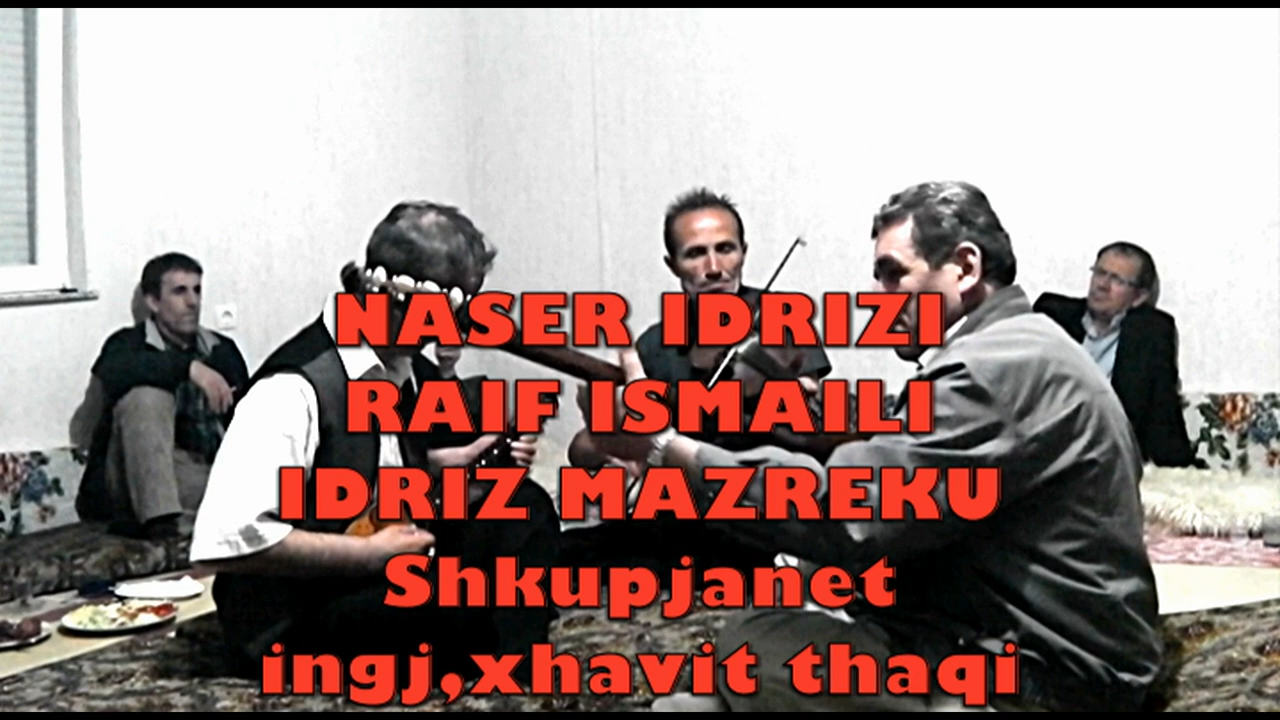 NASER IDRIZI
RAIF ISMAILI
IDRIZ MAZREKU
Shkupjanet
ingj,xhavit thaqi